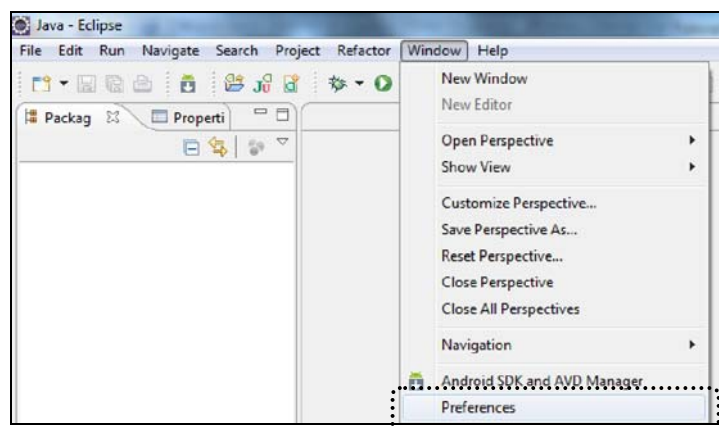 Java - Eclipse
File Edit Run Navigate Search Project Refactor Window Help
New Window
New Editor
Packag Properti
Open Perspective
Show View
Customize Perspective...
Save Perspective As...
Reset Perspective...
Close Perspective
Close All Perspectives
Navigation
Android SDK and AVD Manager
Preferences